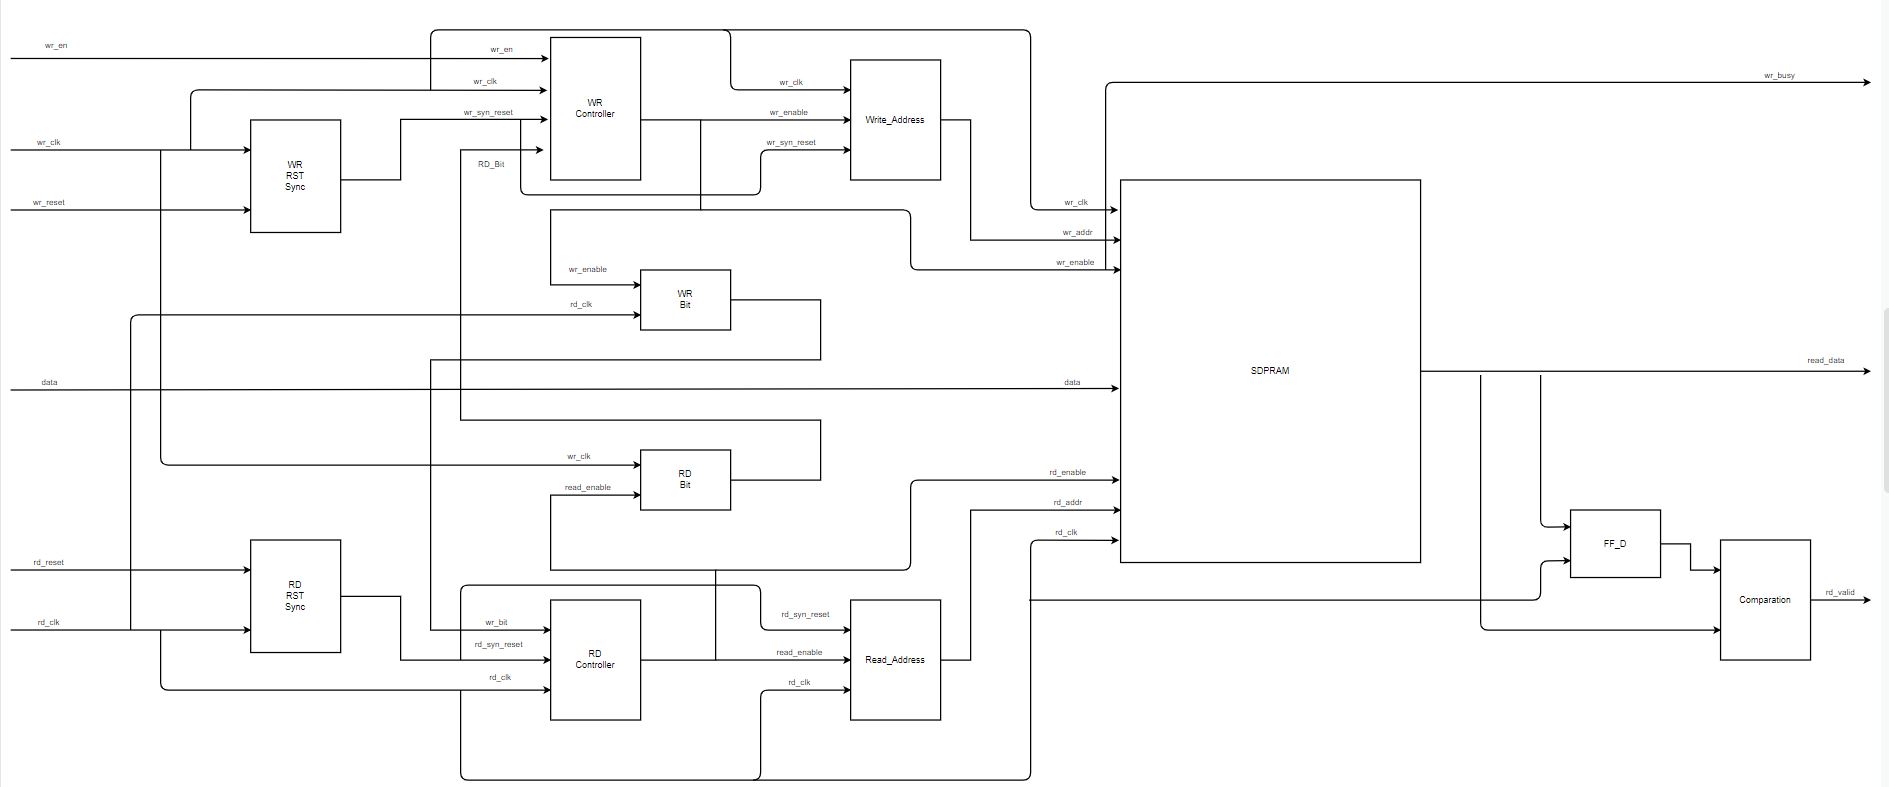 wr_en
wr_en
wr_clk
wr_clk
wr_syn_reset
WR
Controller
wr_enable
wr_syn_reset
Write_Address
wr_busy
wr_clk
wr_reset
WR
RST
Sync
RD_Bit
wr_clk
wr_addr
wr_enable
wr_enable
rd_clk
WR
Bit
data
data
SDPRAM
read_data
wr_clk
read_enable
RD
Bit
rd_enable
rd_addr
rd_clk
rd_reset
rd_clk
RD
RST
Sync
wr_bit
rd_syn_reset
rd_clk
RD
Controller
rd_syn_reset
read_enable
rd_clk
Read_Address
FF_D
Comparation
rd_valid